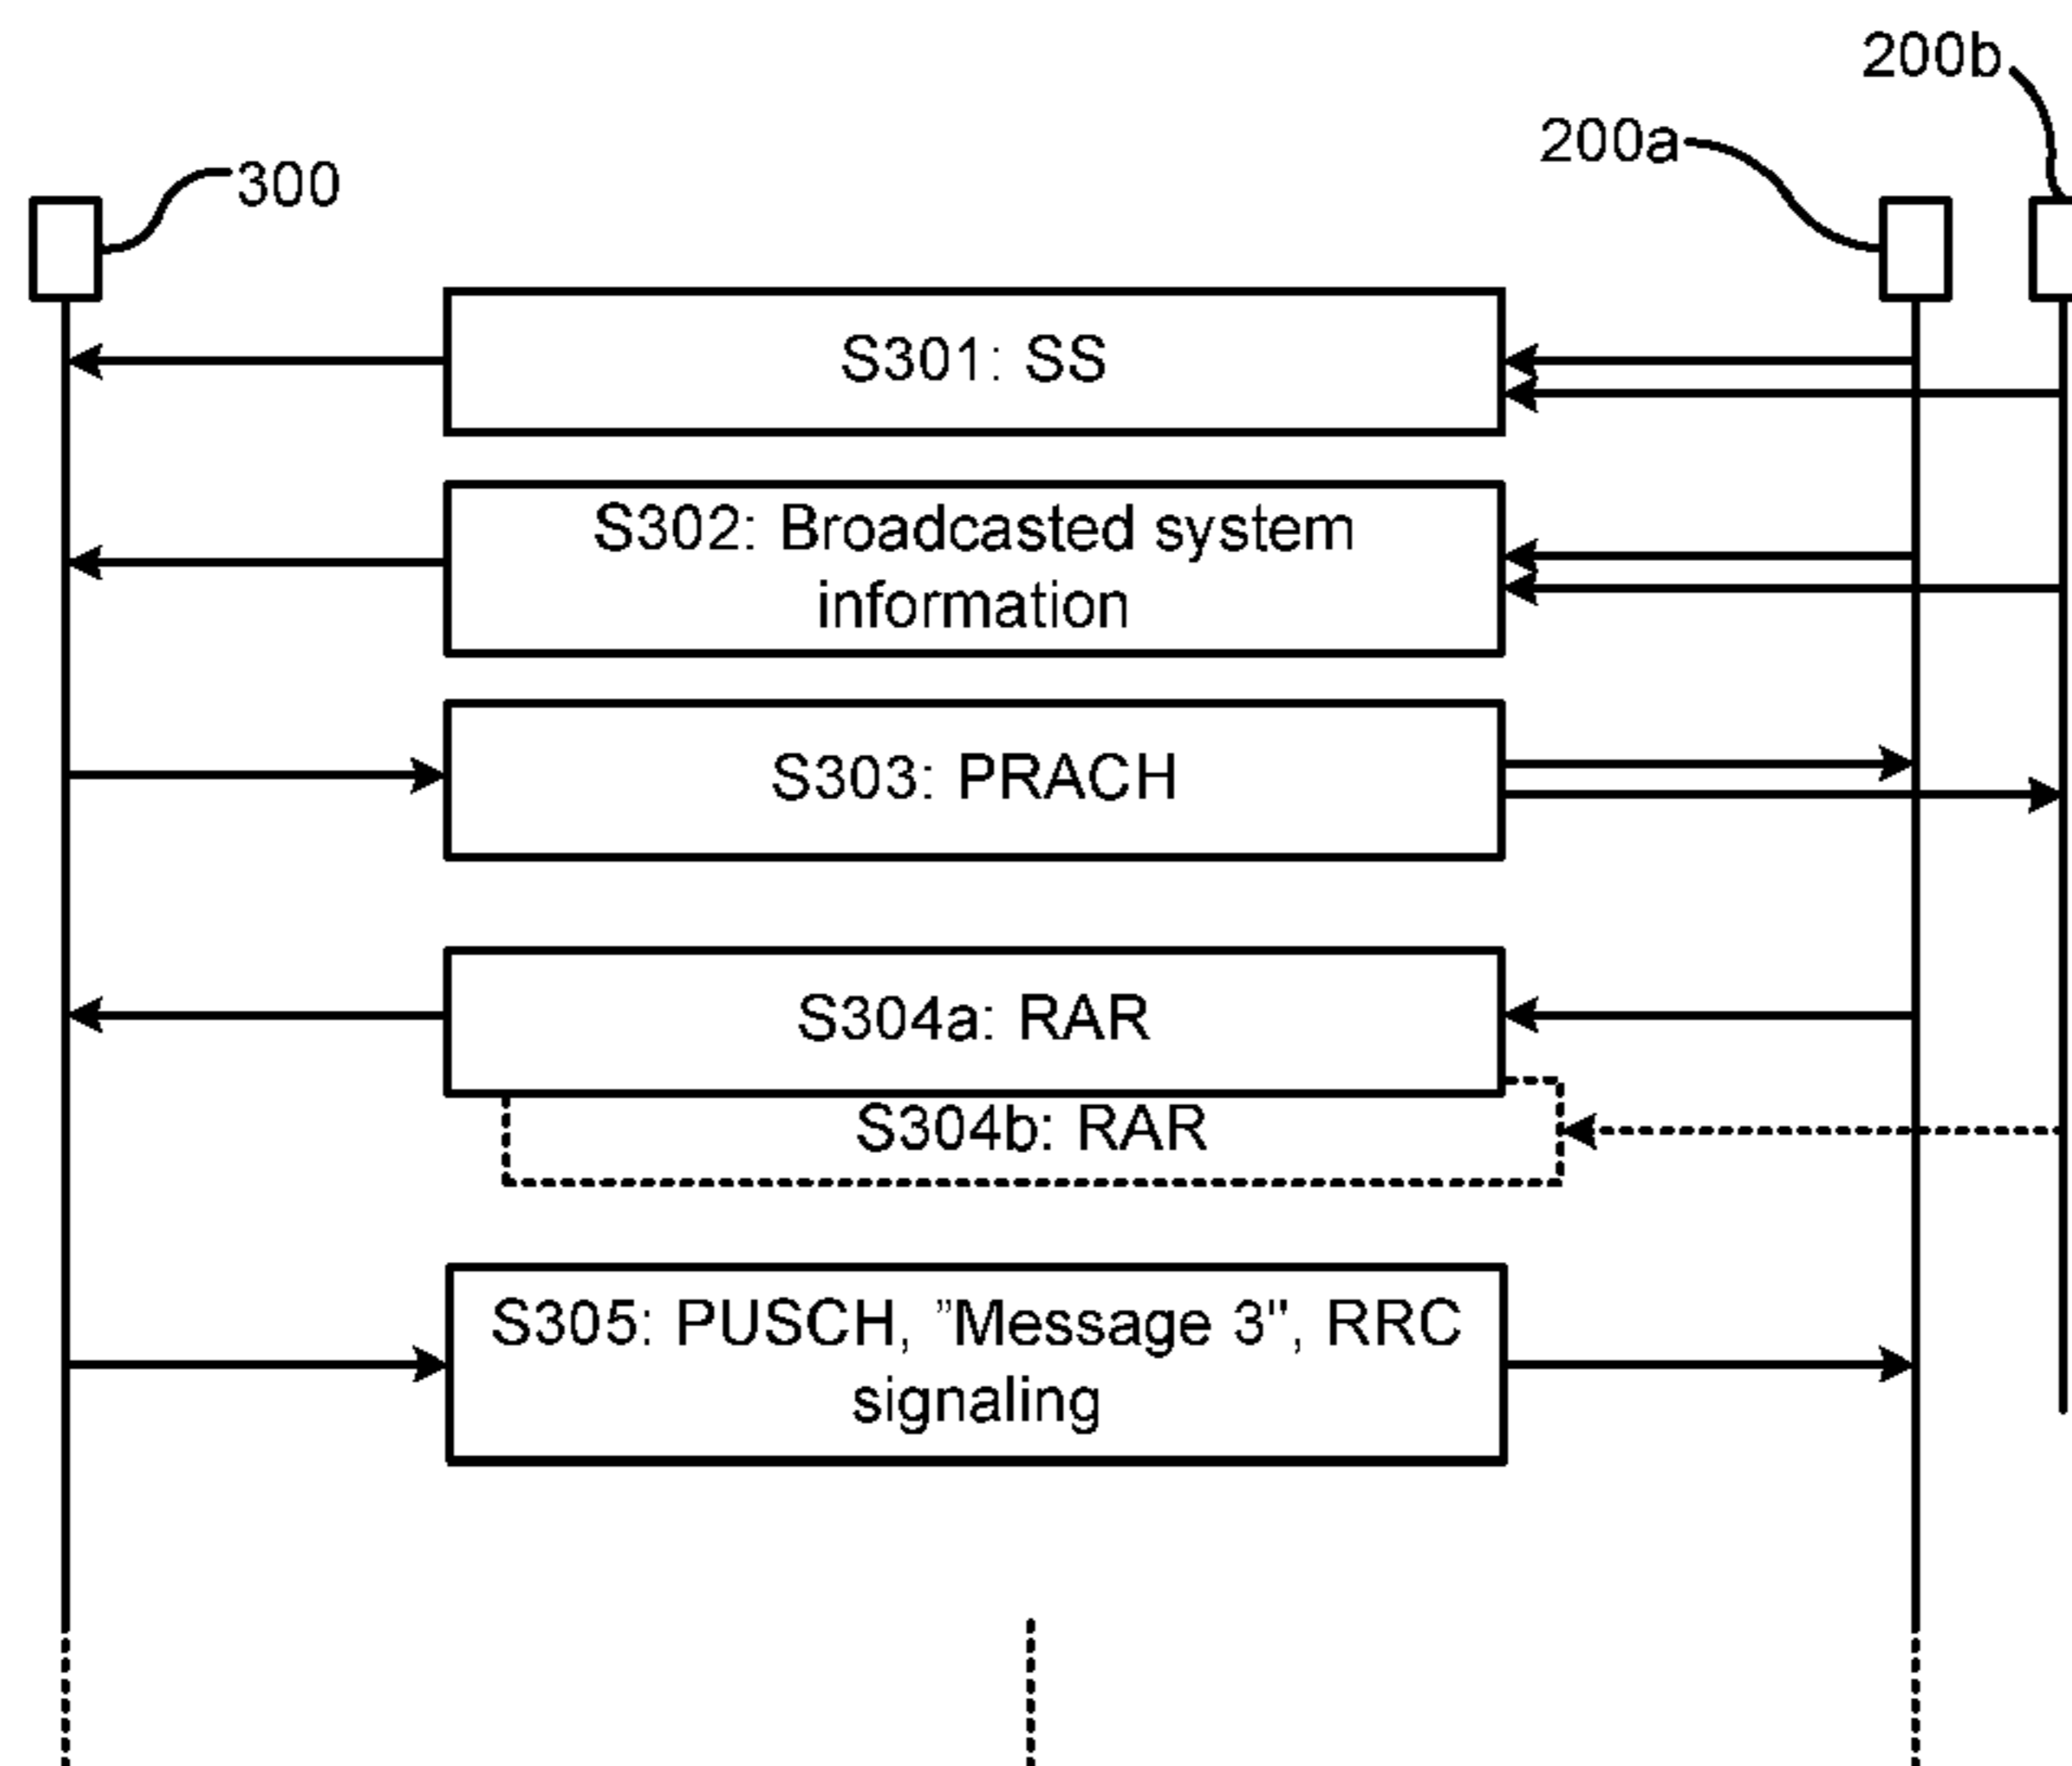 200b
200a
300
S301: SS
S302: Broadcasted system
information
S303: PRACH
S304a: RAR
S304b: RAR
S305: PUSCH, ”Message 3", RRC
signaling